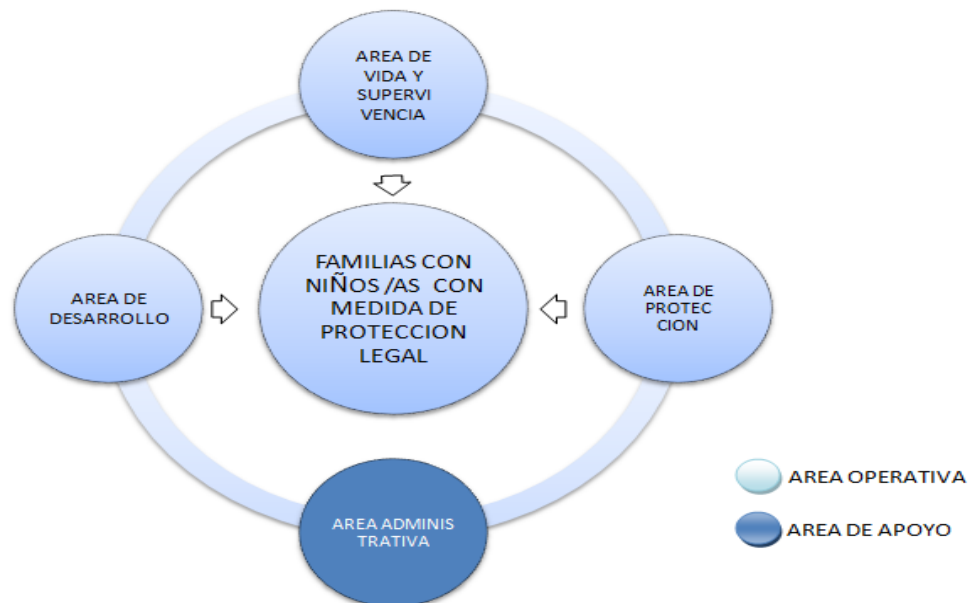 AREA DE
VIDA Y
SUPERVI
VENCIA
FAMILIAS CON
NIÑOS /AS CON
MEDIDA DE
PROTECCION
LEGAL
AREA DE
DESARROLLO
AREA DE
PROTEC
CION
AREA ADMINIS
TRATIVA
AREA OPERATIVA
AREA DE APOYO